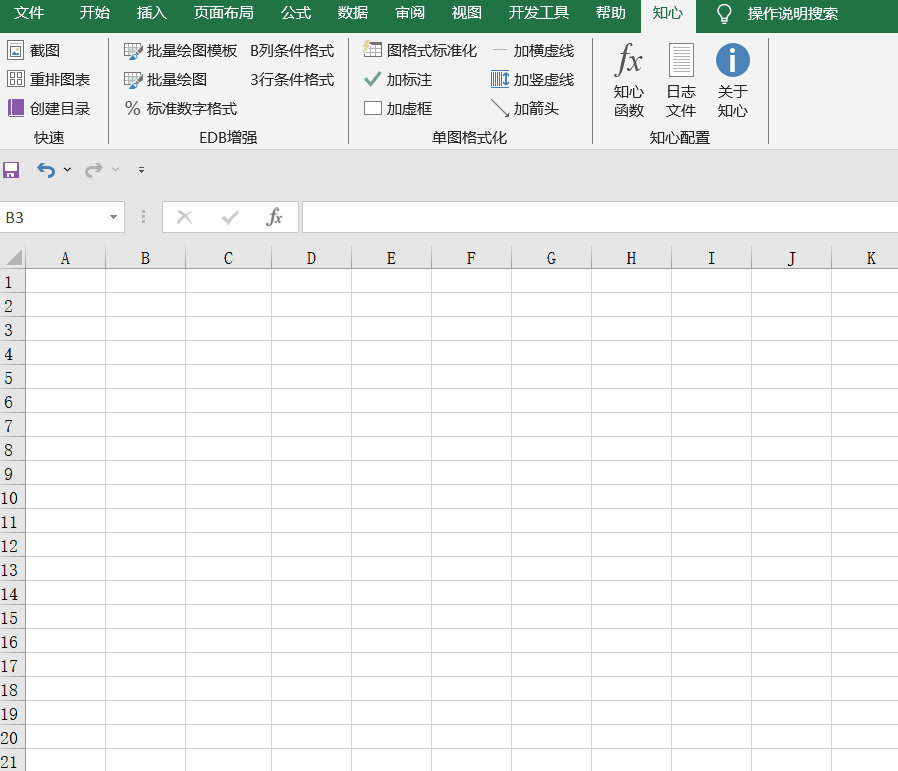 文件 开始 插入 页面布局 公式 数据 审阅 视图 开发工具 帮助 知心 操作说明搜索
截图 批量绘图模板 B列条件格式 图格式标准化 加横虚线
重排图表 批量绘图 3行条件格式 加标注 加竖虚线
创建目录 % 标准数字格式 加虚框 加箭头
fx 知心函数 日志文件 i 关于知心
快速 EDB增强 单图格式化 知心配置
B3 fx
A B C D E F G H I J K
1
2
3
4
5
6
7
8
9
10
11
12
13
14
15
16
17
18
19
20
21